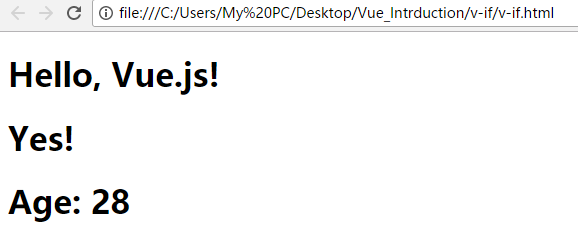 file:///C:/Users/My%20PC/Desktop/Vue_Intrduction/v-if/v-if.html
Hello, Vue.js!
Yes!
Age: 28